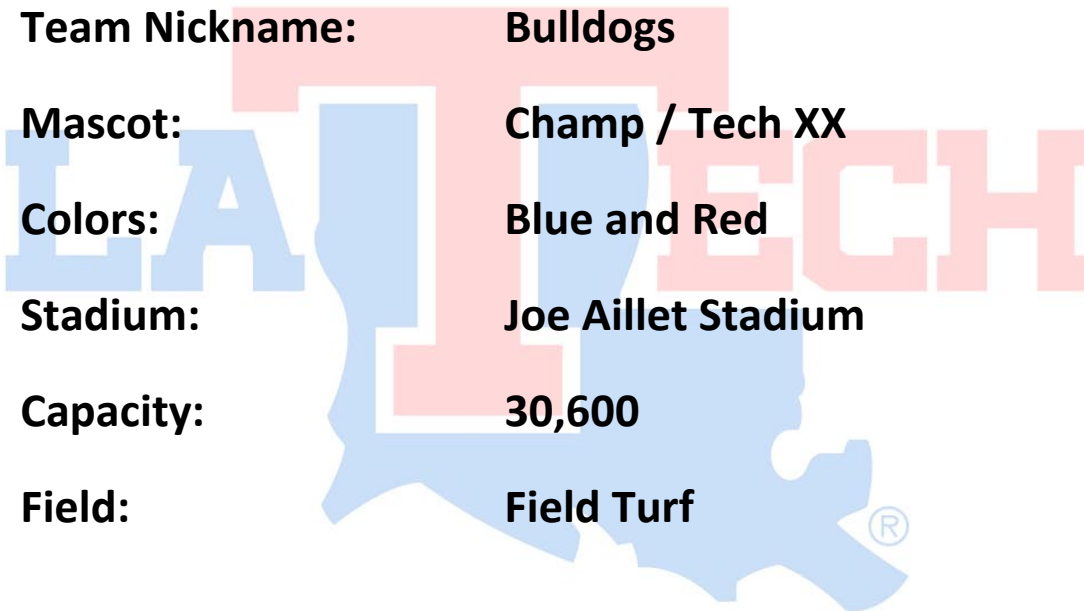 LA TECH
®
Team Nickname: Bulldogs
Mascot: Champ / Tech XX
Colors: Blue and Red
Stadium: Joe Aillet Stadium
Capacity: 30,600
Field: Field Turf